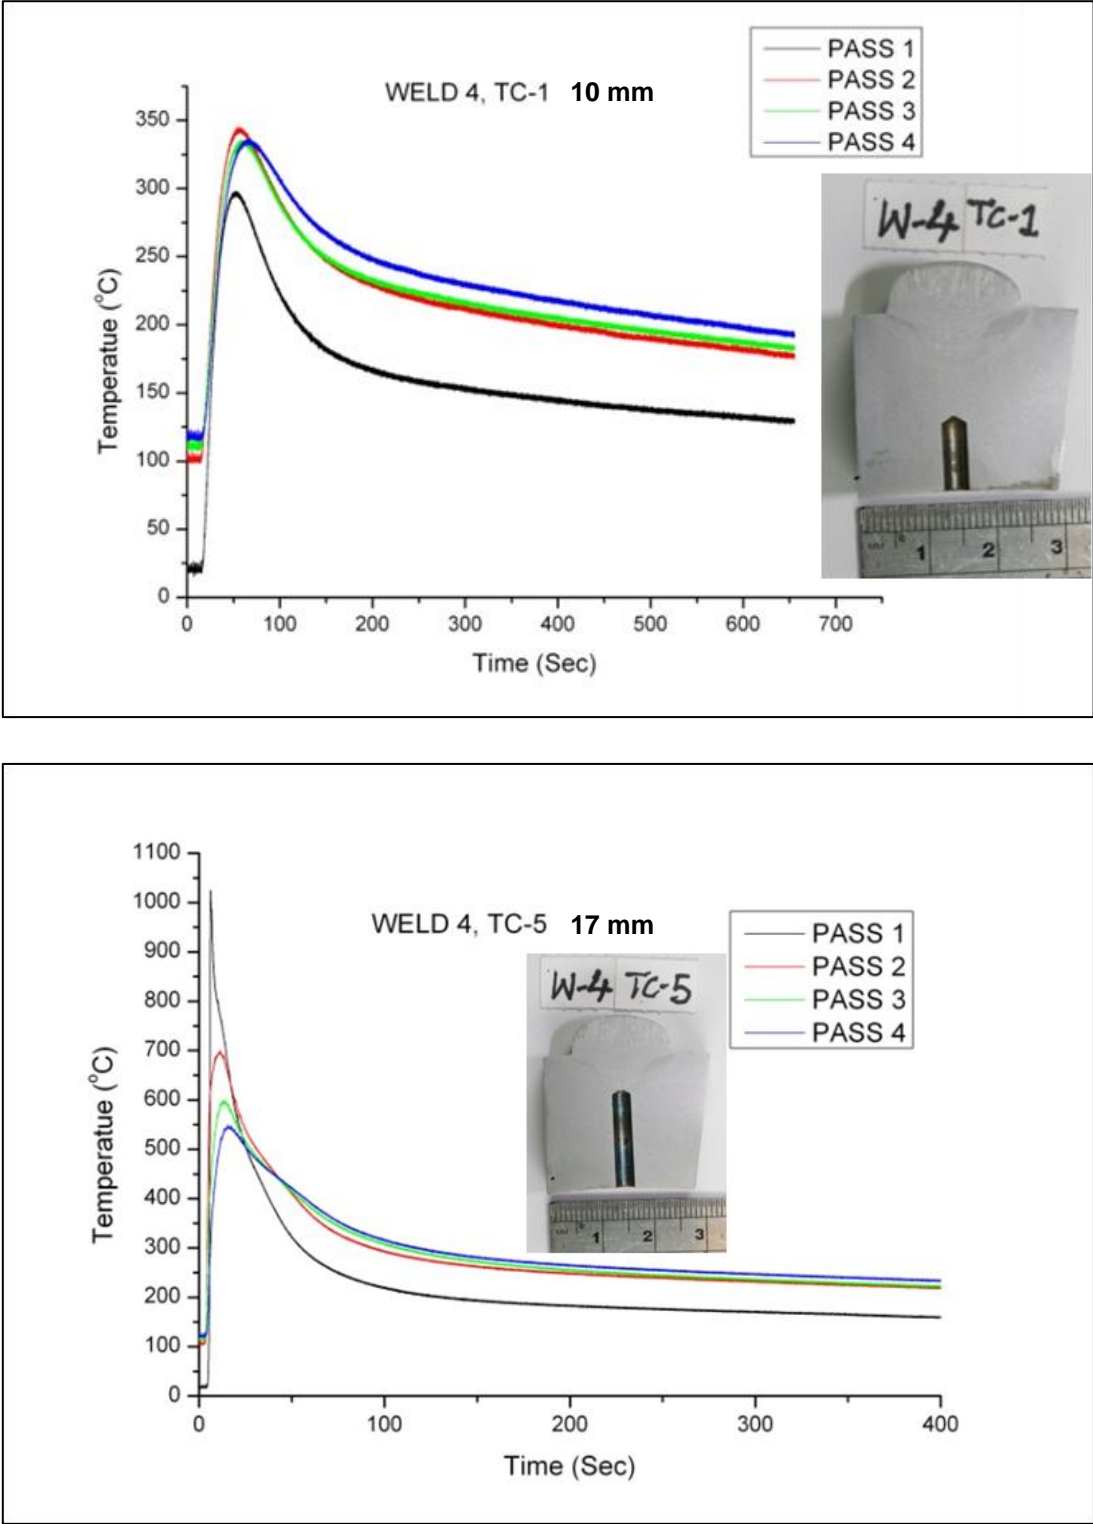 PASS 1
PASS 2
PASS 3
PASS 4
WELD 4, TC-1 10 mm
W-4 TC-1
1 2 3
350
300
250
200
150
100
50
0
Temperatue (°C)
0 100 200 300 400 500 600 700
Time (Sec)
WELD 4, TC-5 17 mm
PASS 1
PASS 2
PASS 3
PASS 4
W-4 TC-5
1 2 3
1100
1000
900
800
700
600
500
400
300
200
100
0
Temperatue (°C)
0 100 200 300 400
Time (Sec)